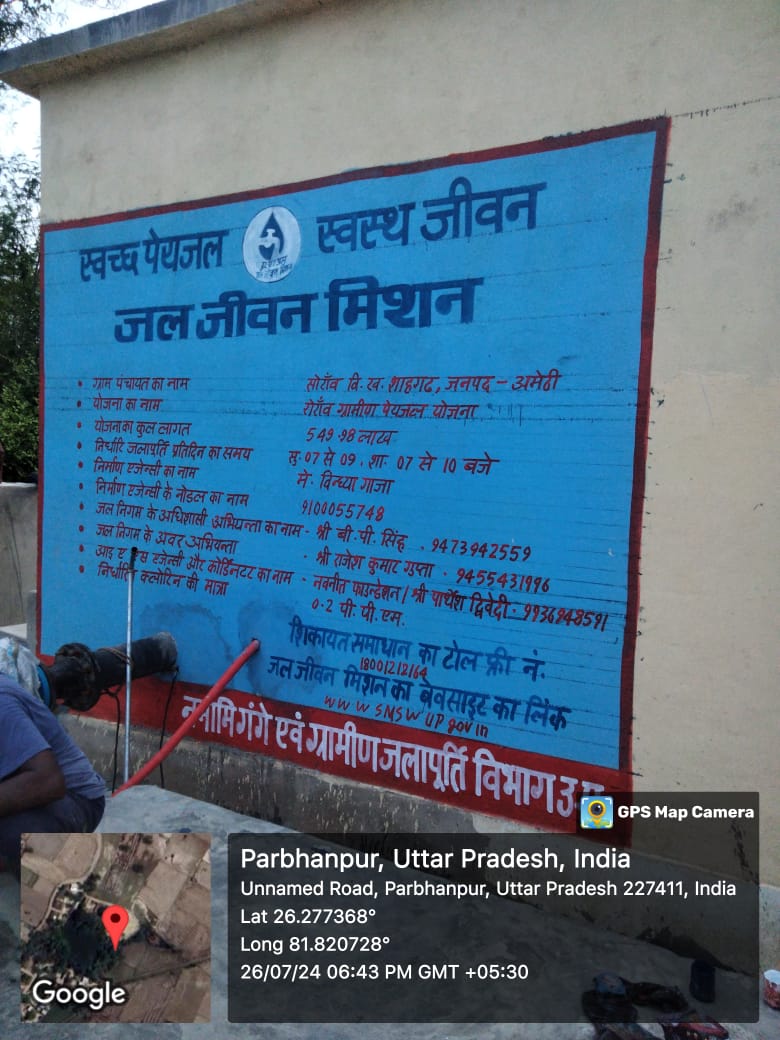 स्वच्छ पेयजल स्वस्थ जीवन
जल जीवन मिशन
• ग्राम पंचायत का नाम सोराँव वि. ख. शाहगढ, जनपद - अमेठी
• योजना का नाम सोराँव ग्रामीण पेयजल योजना
• योजना का कुल लागत 549.98 लाख
• निर्धारि जलापूर्ति प्रतिदिन का समय सु: 07 से 09. शा: 07 से 10 बजे
• निर्माण एजेन्सी का नाम मे. विन्ध्या गाजा
• निर्माण एजेन्सी के नोडल का नाम 9100055748
• जल निगम के अधिशासी अभियन्ता का नाम - श्री बी. पी. सिंह . 9473942559
• जल निगम के अवर अभियन्ता - श्री राजेश कुमार गुप्ता . 9455431996
• आइ एजेंसी और कोर्डिनेटर का नाम - नवनीत फाउन्डेशन / श्री पार्थेश द्विवेदी . 9936948591
• निर्धारि क्लोरिन की मात्रा 0.2 पी. पी. एम.
शिकायत समाधान का टोल फ्री नं.
18001212164
जल जीवन मिशन का बेवसाइट का लिंक
www SMSWUP gov in
नमामि गंगे एवं ग्रामीण जलापूर्ति विभाग
GPS Map Camera
Parbhanpur, Uttar Pradesh, India
Unnamed Road, Parbhanpur, Uttar Pradesh 227411, India
Lat 26.277368°
Long 81.820728°
26/07/24 06:43 PM GMT +05:30
Google